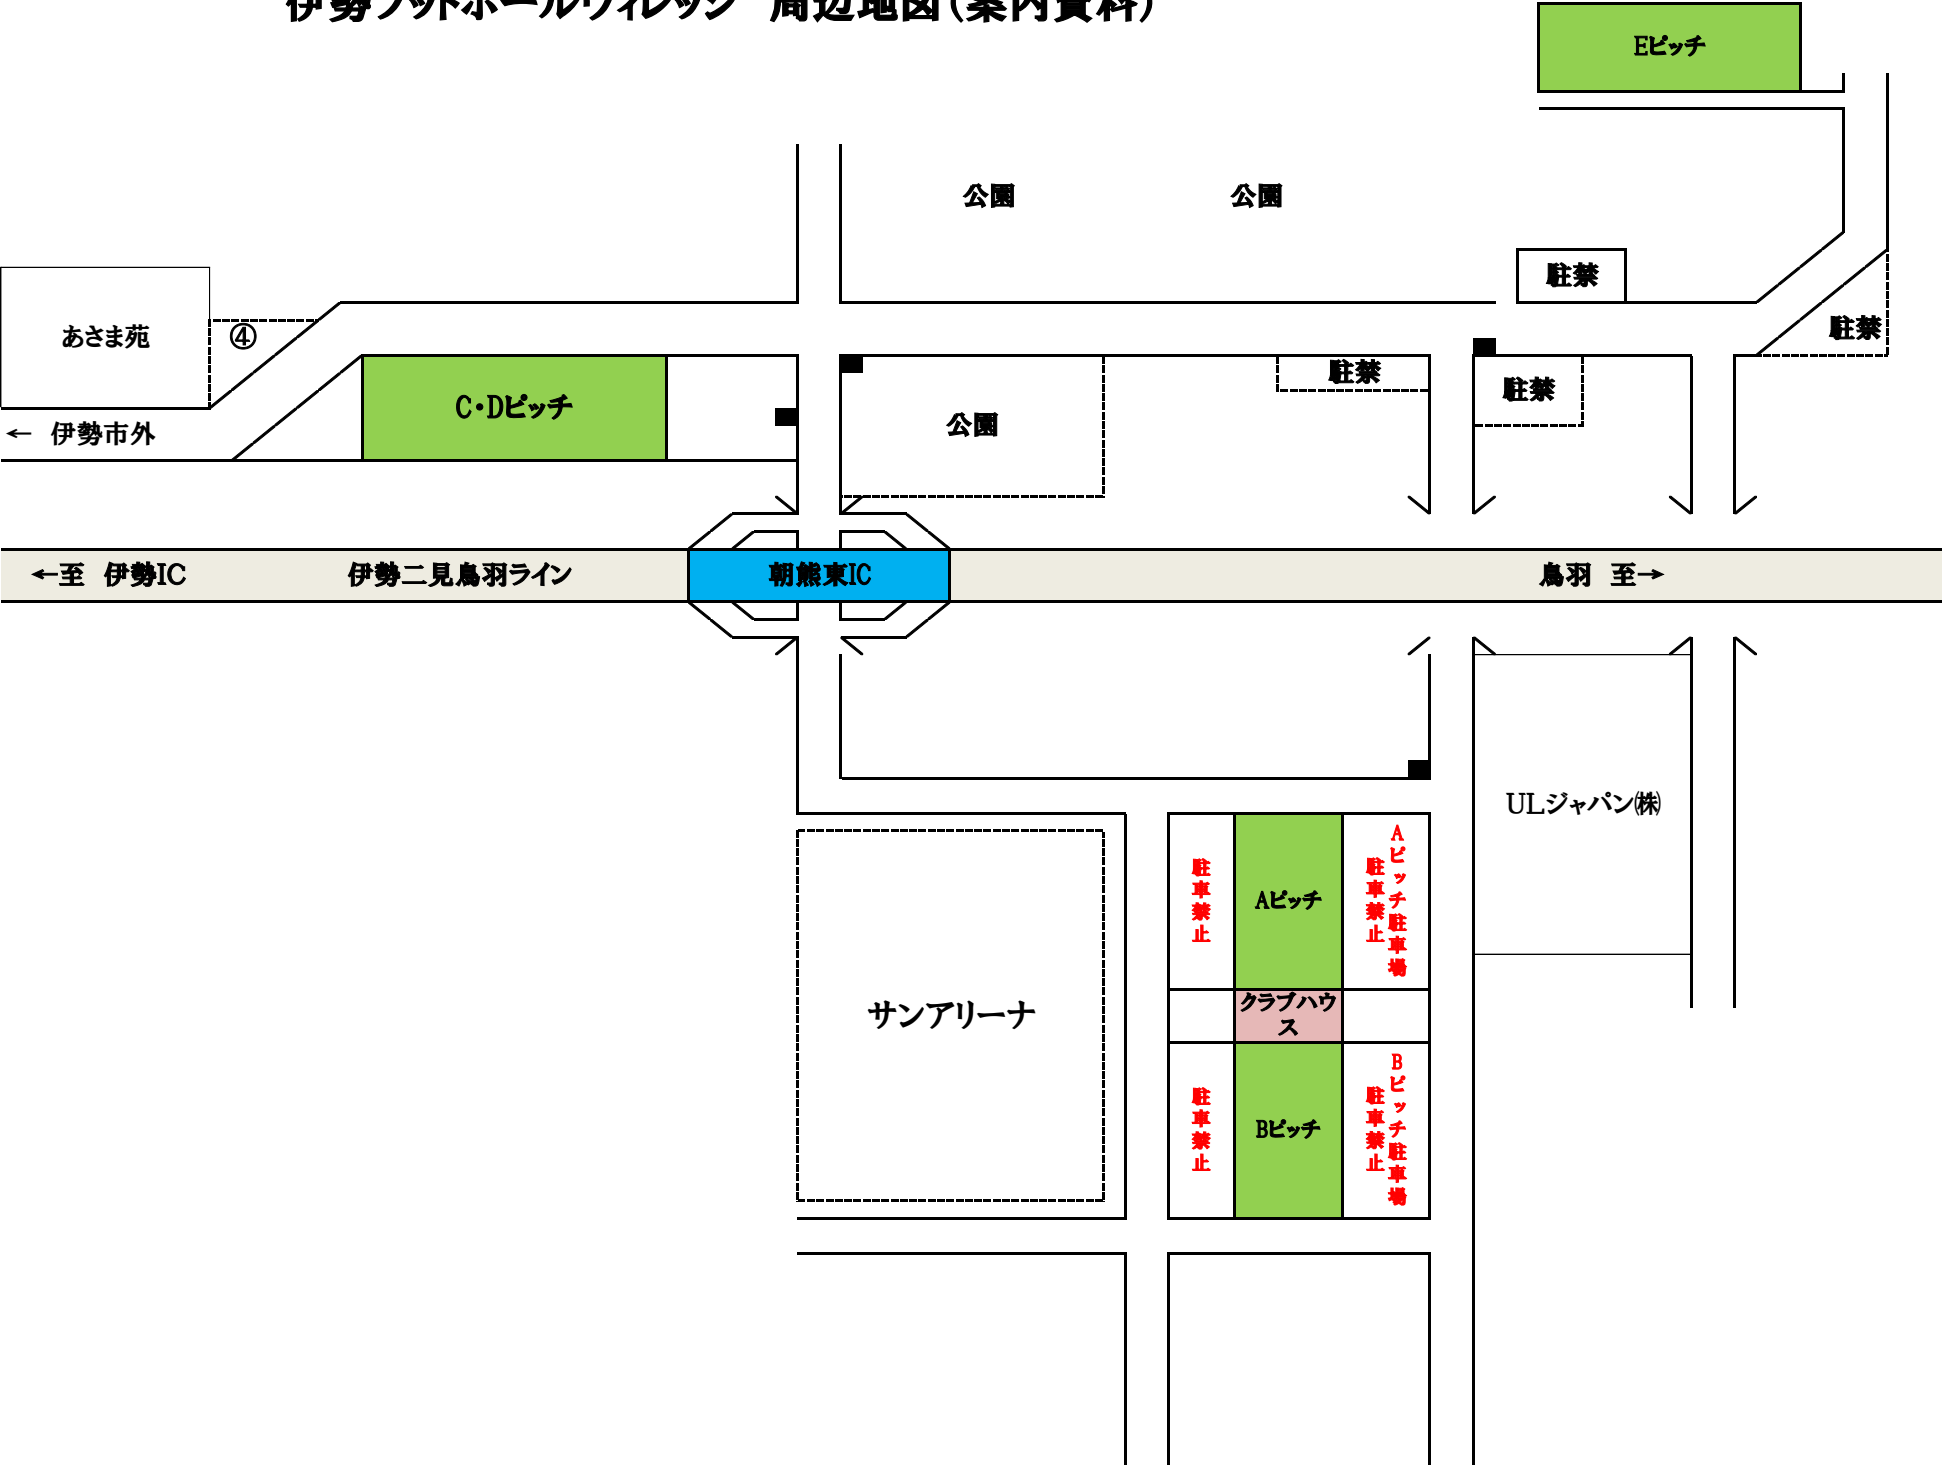 伊勢フットボールヴィレッジ　周辺地図（案内資料）
Eピッチ
公園
公園
駐禁
駐禁
あさま苑
④
駐禁
駐禁
C・Dピッチ
公園
← 伊勢市外
←至　伊勢IC
伊勢二見鳥羽ライン
朝熊東IC
鳥羽　至→
ULジャパン㈱
駐車禁止
Aピッチ
Aピッチ駐車場
駐車禁止
クラブハウ
ス
サンアリーナ
駐車禁止
Bピッチ
Bピッチ駐車場
駐車禁止